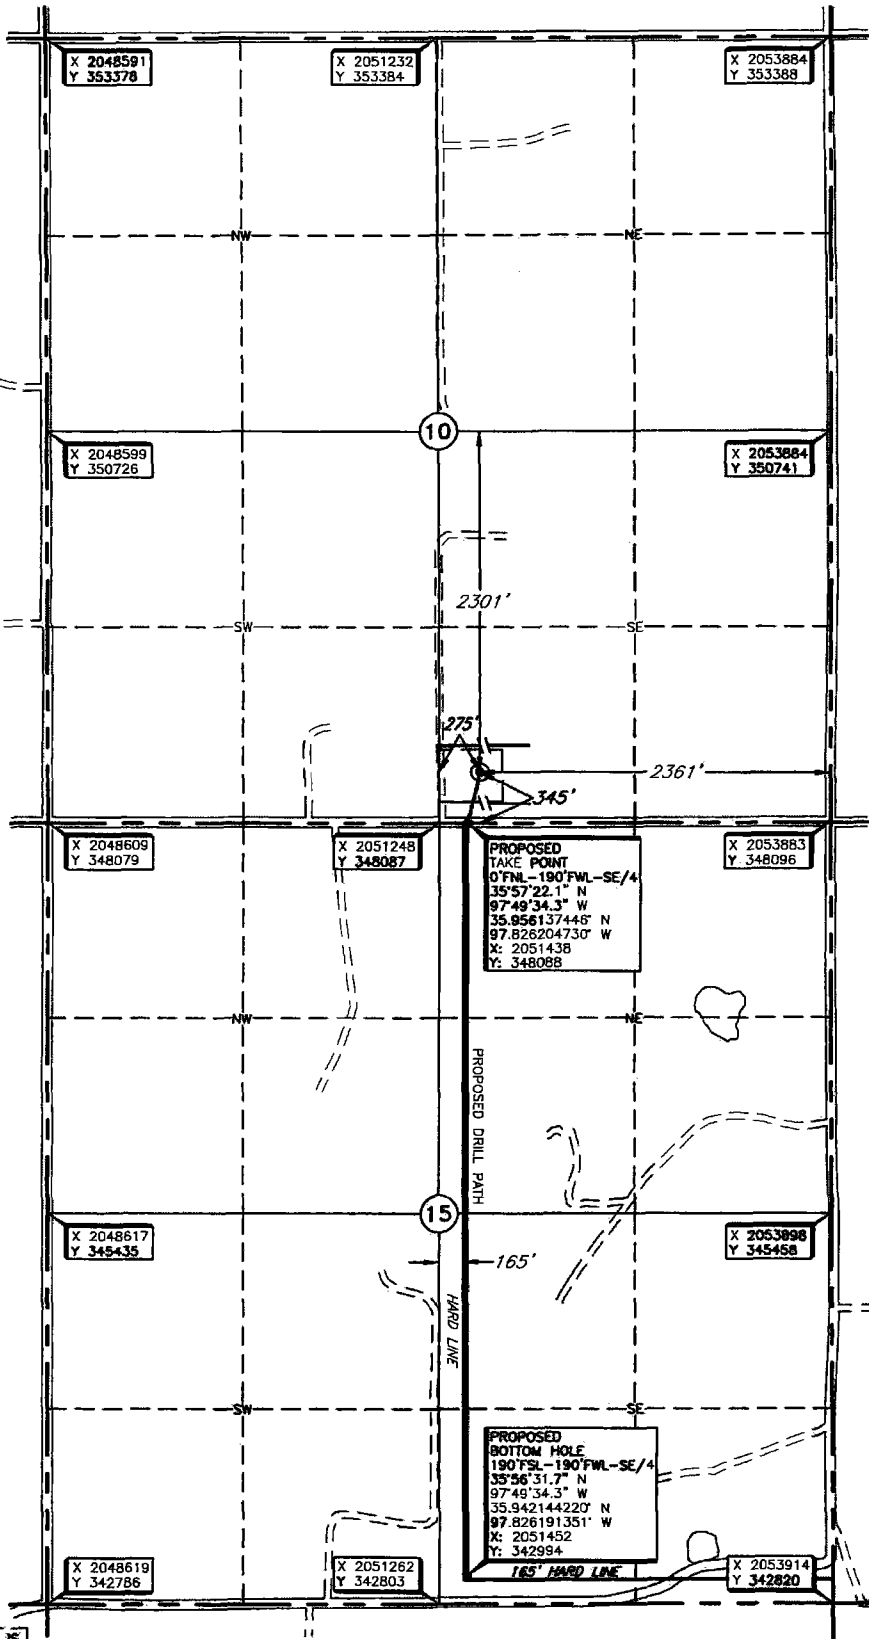 X 2048591
Y 353378
X 2051232
Y 353384
X 2053884
Y 353388
NW
NE
10
X 2048599
Y 350726
X 2053884
Y 350741
2301'
SW
SE
275'
2361'
345'
X 2048609
Y 348079
X 2051248
Y 348087
X 2053883
Y 348096
PROPOSED
TAKE POINT
0'FNL-190'FWL-SE/4
35°57'22.1" N
97°49'34.3" W
35.956137446° N
97.826204730° W
X: 2051438
Y: 348088
NW
NE
PROPOSED DRILL PATH
15
X 2048617
Y 345435
X 2053898
Y 345458
165'
HARD LINE
SW
SE
PROPOSED
BOTTOM HOLE
190'FSL-190'FWL-SE/4
35°56'31.7" N
97°49'34.3" W
35.942144220° N
97.826191351° W
X: 2051452
Y: 342994
165' HARD LINE
X 2048619
Y 342786
X 2051262
Y 342803
X 2053914
Y 342820